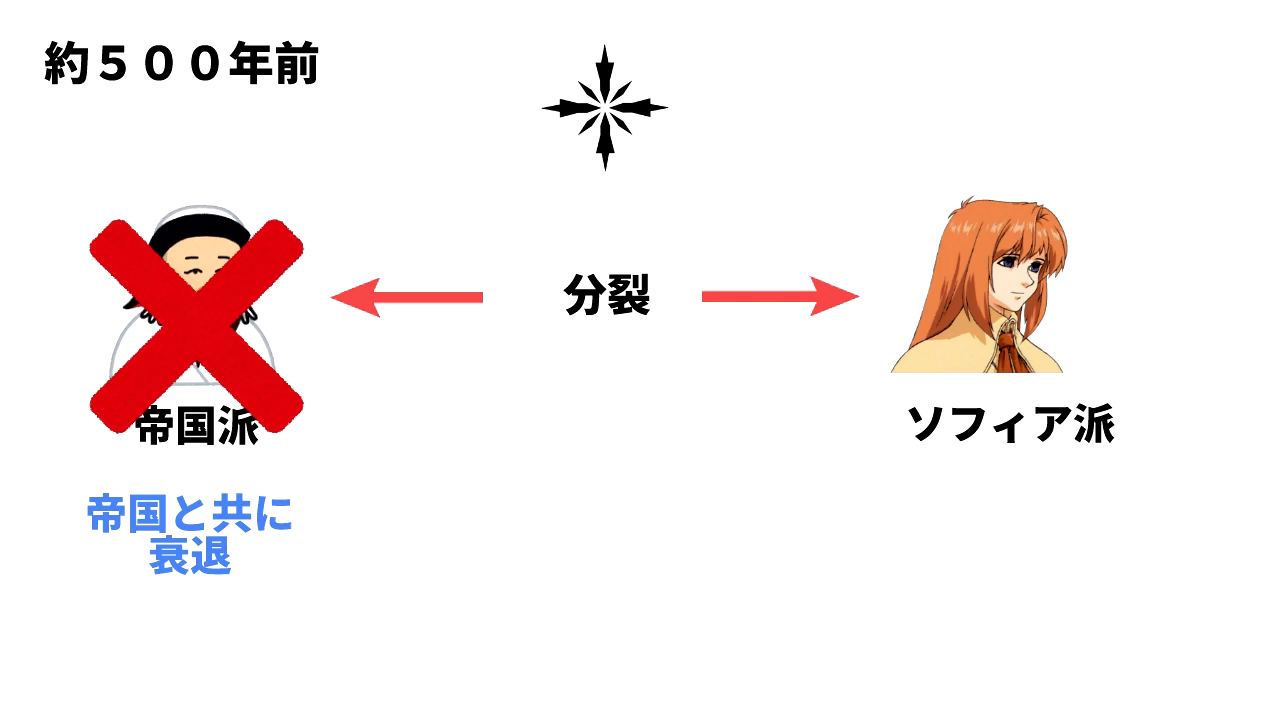 約５００年前
分裂
帝国派
ソフィア派
帝国と共に
衰退